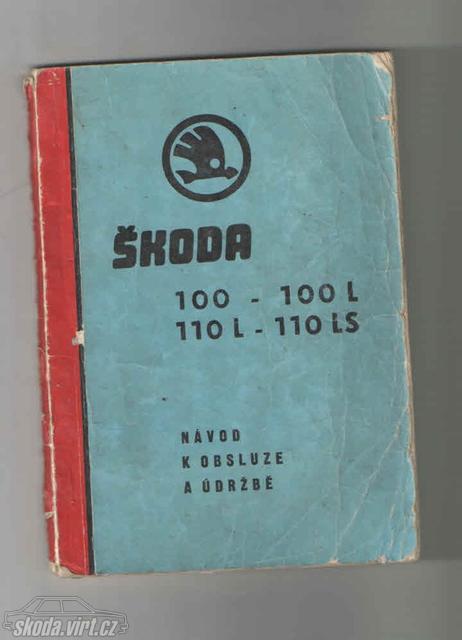 ŠKODA
100 - 100 L
110 L - 110 LS
NÁVOD
K OBSLUZE
A ÚDRŽBĚ
skoda.virt.cz